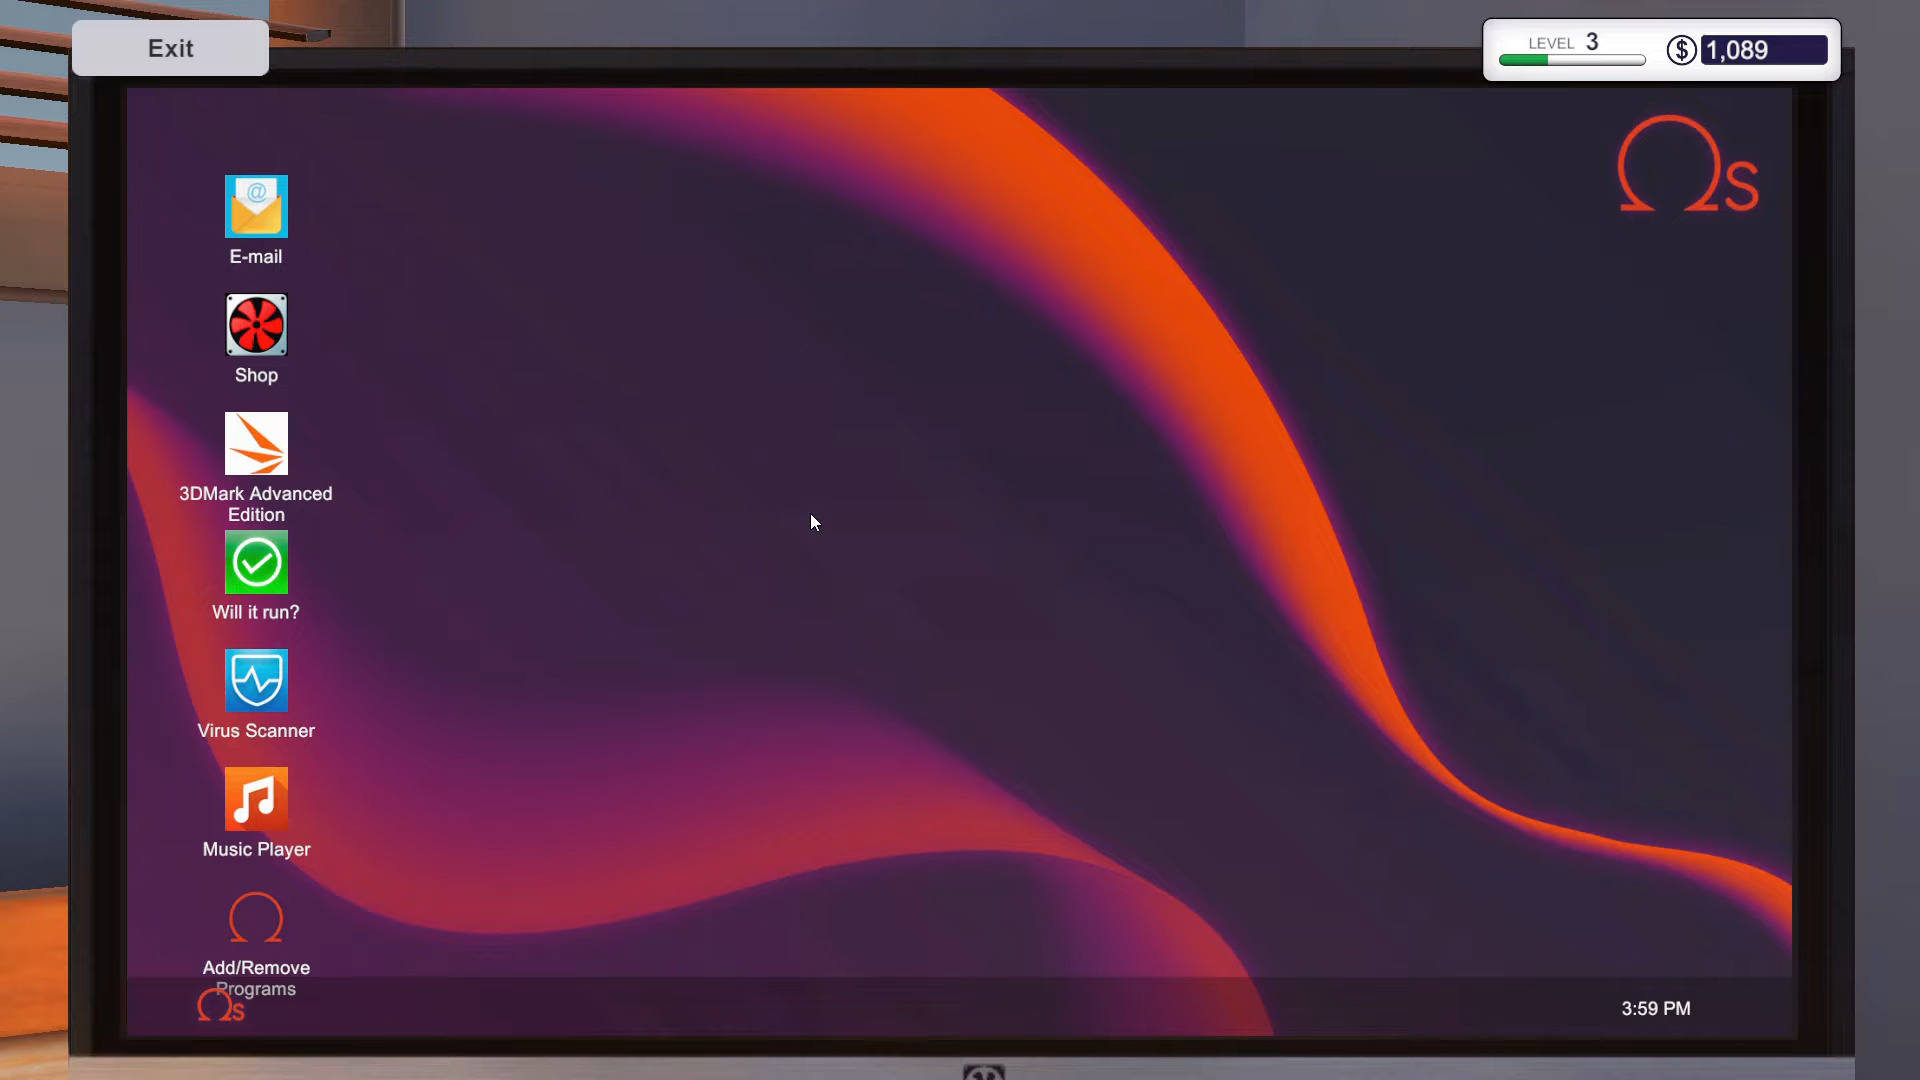 Exit
LEVEL 3
$ 1,089
Ωs
E-mail
Shop
3DMark Advanced
Edition
Will it run?
Virus Scanner
Music Player
Add/Remove
Programs
Ωs
3:59 PM